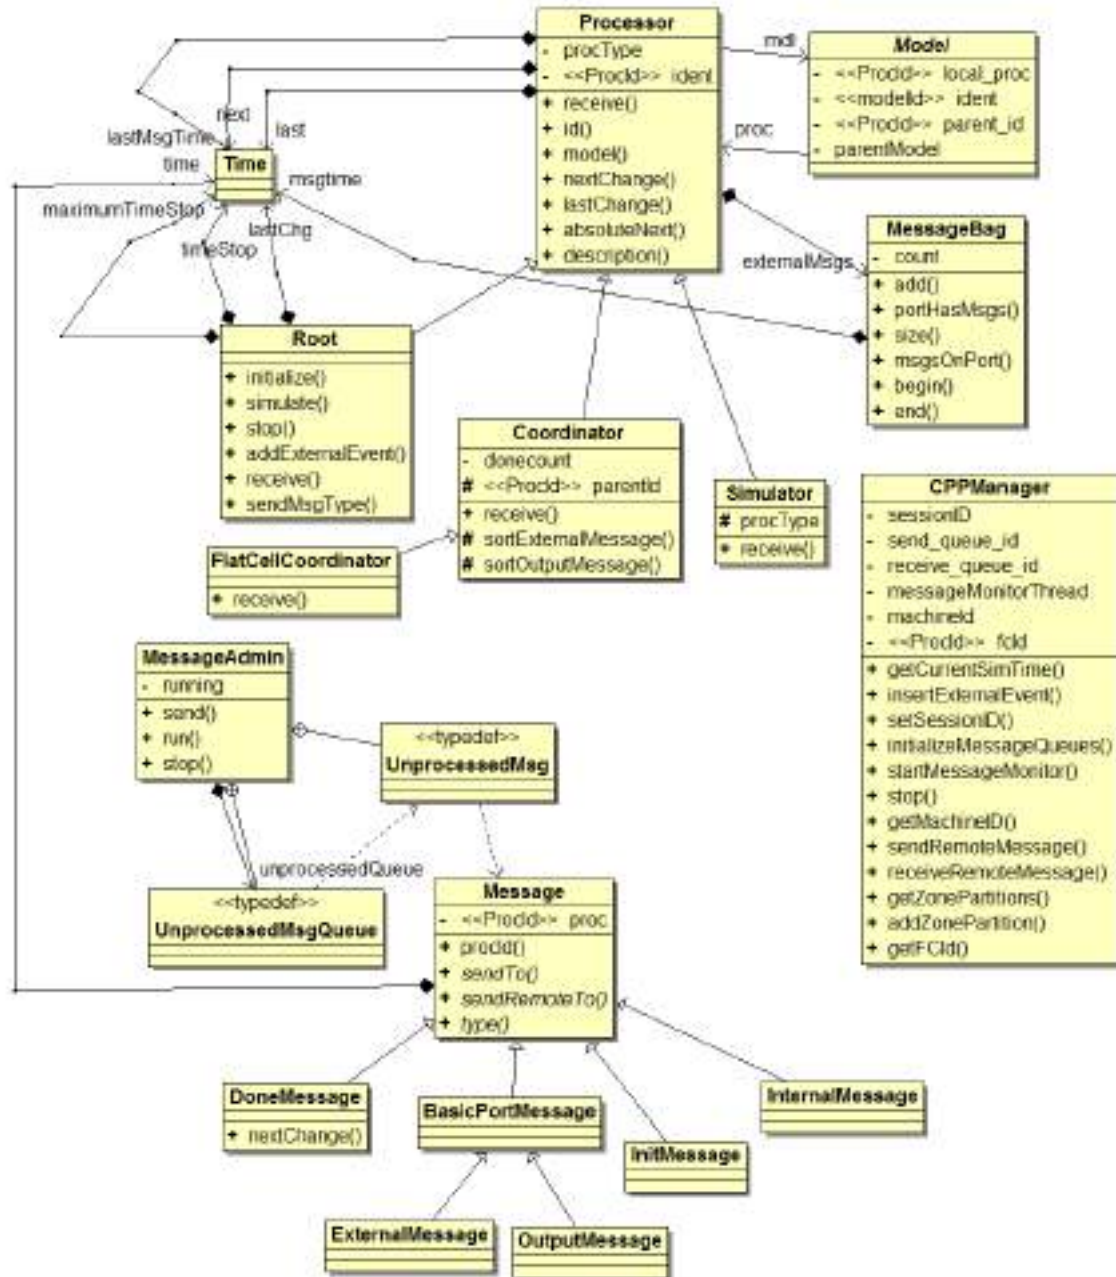 Processor
- procType
- <<ProcId>> ident
+ receive()
+ id()
+ model()
+ nextChange()
+ lastChange()
+ absoluteNext()
+ description()
mdl
Model
- <<ProcId>> local_proc
- <<modelId>> ident
- <<ProcId>> parent_id
- parentModel
proc
next
last
lastMsgTime
time
Time
msgtime
maximumTimeStop
timeStop
lastChg
externalMsgs
MessageBag
- count
+ add()
+ portHasMsgs()
+ size()
+ msgsOnPort()
+ begin()
+ end()
Root
+ initialize()
+ simulate()
+ stop()
+ addExternalEvent()
+ receive()
+ sendMsgType()
Coordinator
- donecount
# <<ProcId>> parentId
+ receive()
# sortExternalMessage()
# sortOutputMessage()
Simulator
# procType
+ receive()
FlatCellCoordinator
+ receive()
CPPManager
- sessionID
- send_queue_id
- receive_queue_id
- messageMonitorThread
- machineId
- <<ProcId>> fcId
+ getCurrentSimTime()
+ insertExternalEvent()
+ setSessionID()
+ initializeMessageQueues()
+ startMessageMonitor()
+ stop()
+ getMachineID()
+ sendRemoteMessage()
+ receiveRemoteMessage()
+ getZonePartitions()
+ addZonePartition()
+ getFCId()
MessageAdmin
- running
+ send()
+ run()
+ stop()
<<typedef>>
UnprocessedMsg
unprocessedQueue
<<typedef>>
UnprocessedMsgQueue
Message
- <<ProcId>> proc
+ procId()
+ sendTo()
+ sendRemoteTo()
+ type()
DoneMessage
+ nextChange()
BasicPortMessage
InitMessage
InternalMessage
ExternalMessage
OutputMessage